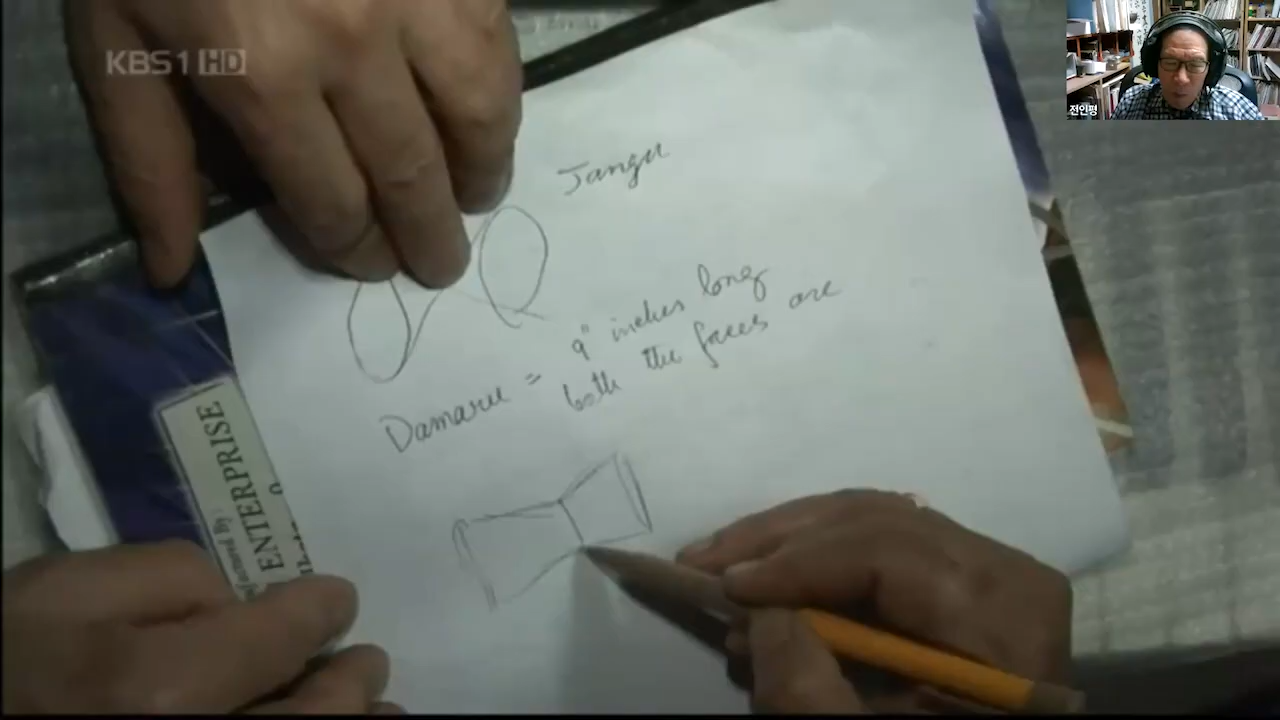 KBS1 HD
전인평
Jangu
Damaru = 9" inches long
both the faces are
ENTERPRISE